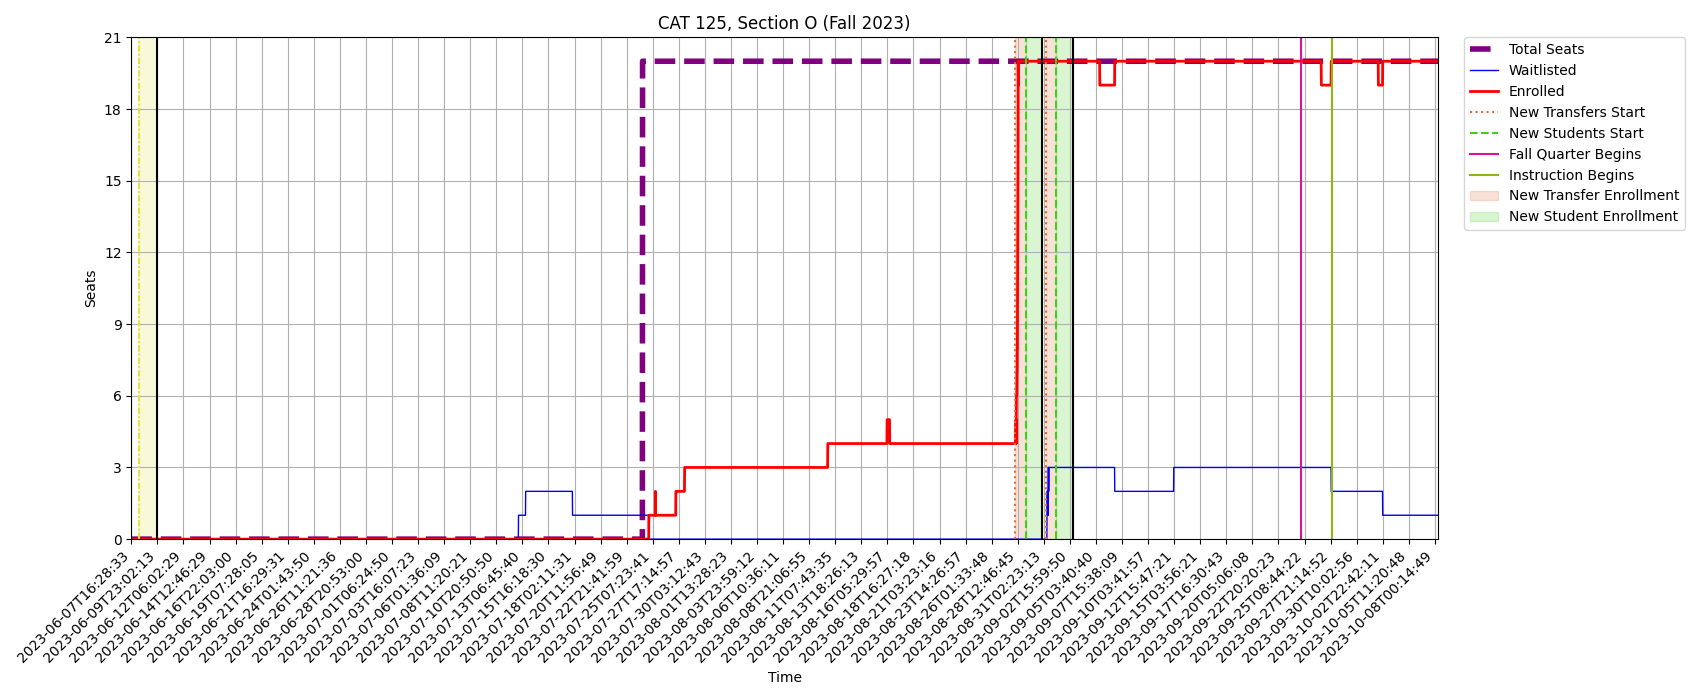 CAT 125, Section O (Fall 2023)
21
18
15
12
9
6
3
0
Seats
Total Seats
Waitlisted
Enrolled
New Transfers Start
New Students Start
Fall Quarter Begins
Instruction Begins
New Transfer Enrollment
New Student Enrollment
2023-06-07T16:28:33
2023-06-09T23:02:13
2023-06-12T06:02:29
2023-06-14T12:46:29
2023-06-16T22:03:00
2023-06-19T07:28:05
2023-06-21T16:29:31
2023-06-24T01:43:50
2023-06-26T11:21:36
2023-06-28T20:53:00
2023-07-01T06:24:50
2023-07-03T16:07:23
2023-07-06T01:36:09
2023-07-08T11:20:21
2023-07-10T20:50:50
2023-07-13T06:45:40
2023-07-15T16:18:30
2023-07-18T02:11:31
2023-07-20T11:56:49
2023-07-22T21:41:59
2023-07-25T07:23:41
2023-07-27T17:14:57
2023-07-30T03:12:43
2023-08-01T13:28:23
2023-08-03T23:59:12
2023-08-06T10:36:11
2023-08-08T21:06:55
2023-08-11T07:43:35
2023-08-13T18:26:13
2023-08-16T05:29:57
2023-08-18T16:27:18
2023-08-21T03:23:16
2023-08-23T14:26:57
2023-08-26T01:33:48
2023-08-28T12:46:45
2023-08-31T02:23:13
2023-09-02T15:59:50
2023-09-05T03:40:40
2023-09-07T15:38:09
2023-09-10T03:41:57
2023-09-12T15:47:21
2023-09-15T03:56:21
2023-09-17T16:30:43
2023-09-20T05:06:08
2023-09-22T20:20:23
2023-09-25T08:44:22
2023-09-27T21:14:52
2023-09-30T10:02:56
2023-10-02T22:42:11
2023-10-05T11:20:48
2023-10-08T00:14:49
Time